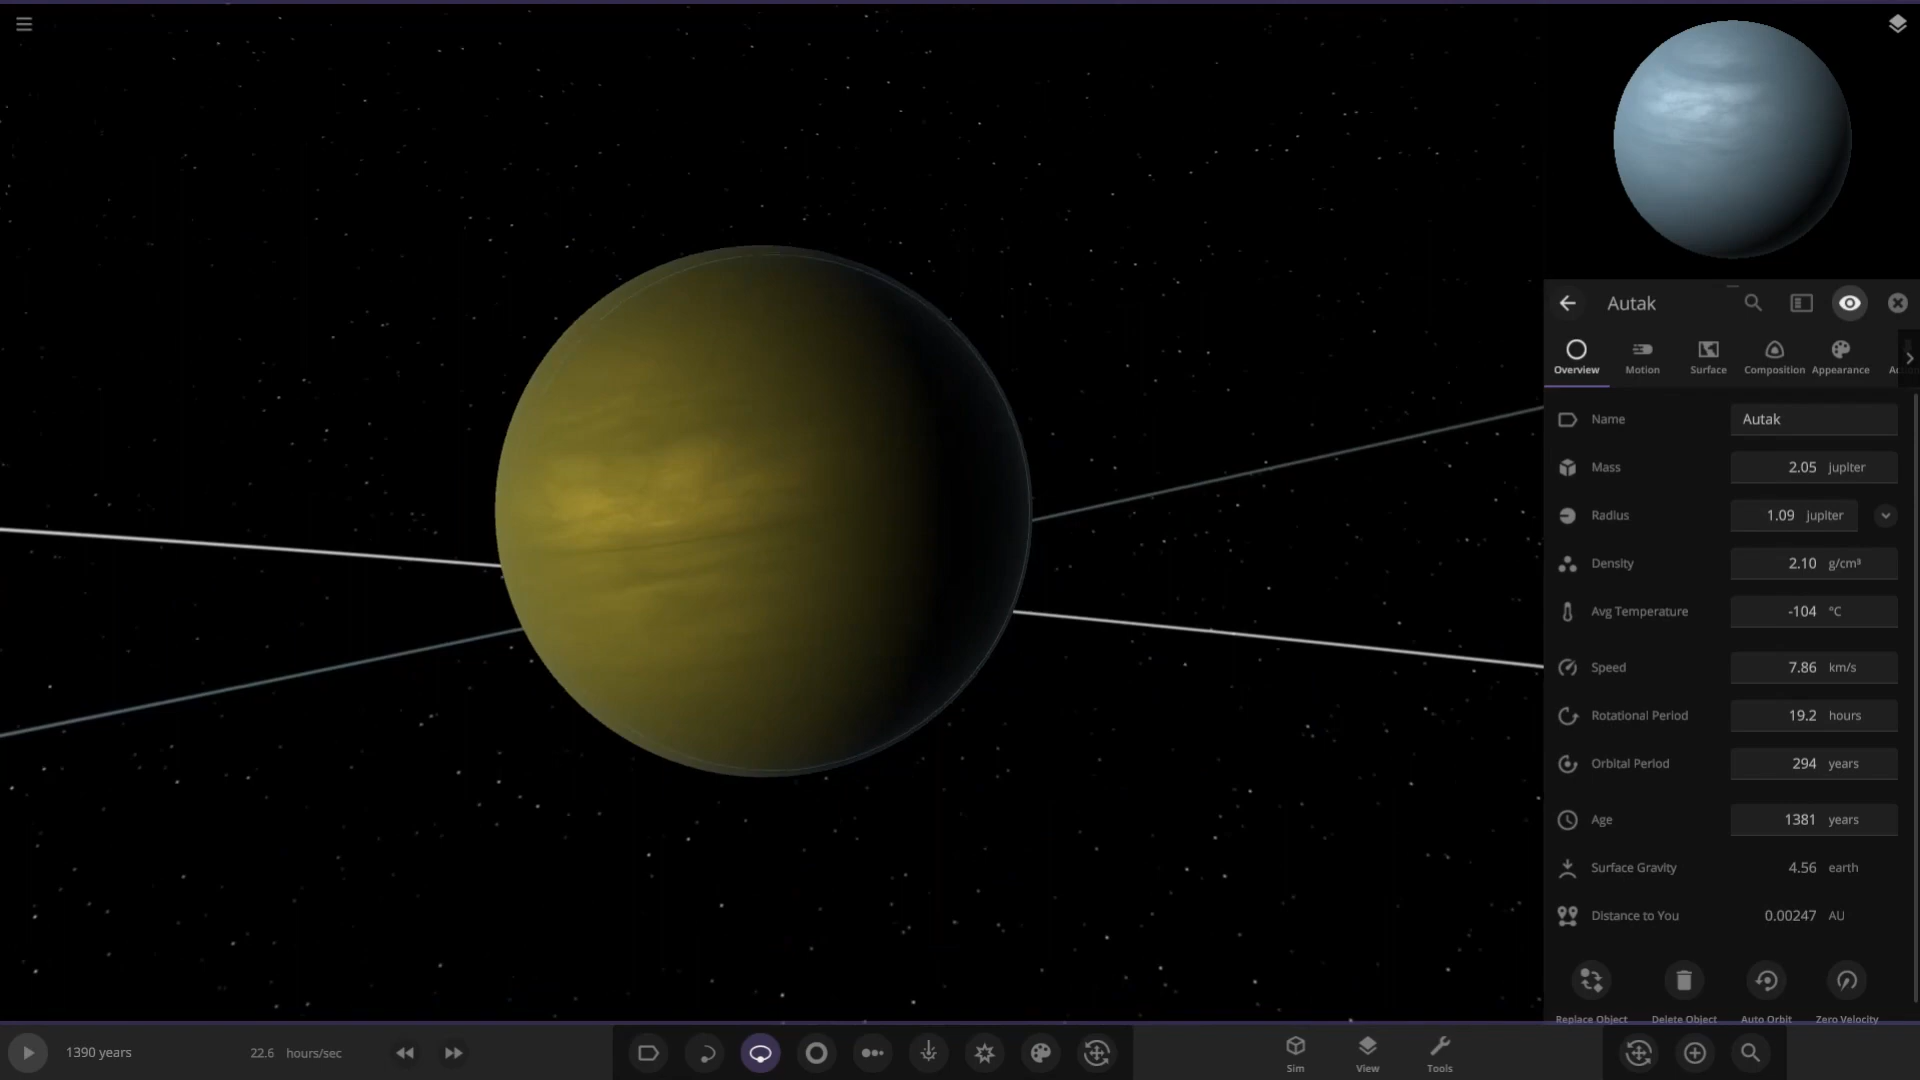 Autak
Overview Motion Surface Composition Appearance
Name Autak
Mass 2.05 jupiter
Radius 1.09 jupiter
Density 2.10 g/cm³
Avg Temperature -104 °C
Speed 7.86 km/s
Rotational Period 19.2 hours
Orbital Period 294 years
Age 1381 years
Surface Gravity 4.56 earth
Distance to You 0.00247 AU
Replace Object Delete Object Auto Orbit Zero Velocity
1390 years 22.6 hours/sec Sim View Tools